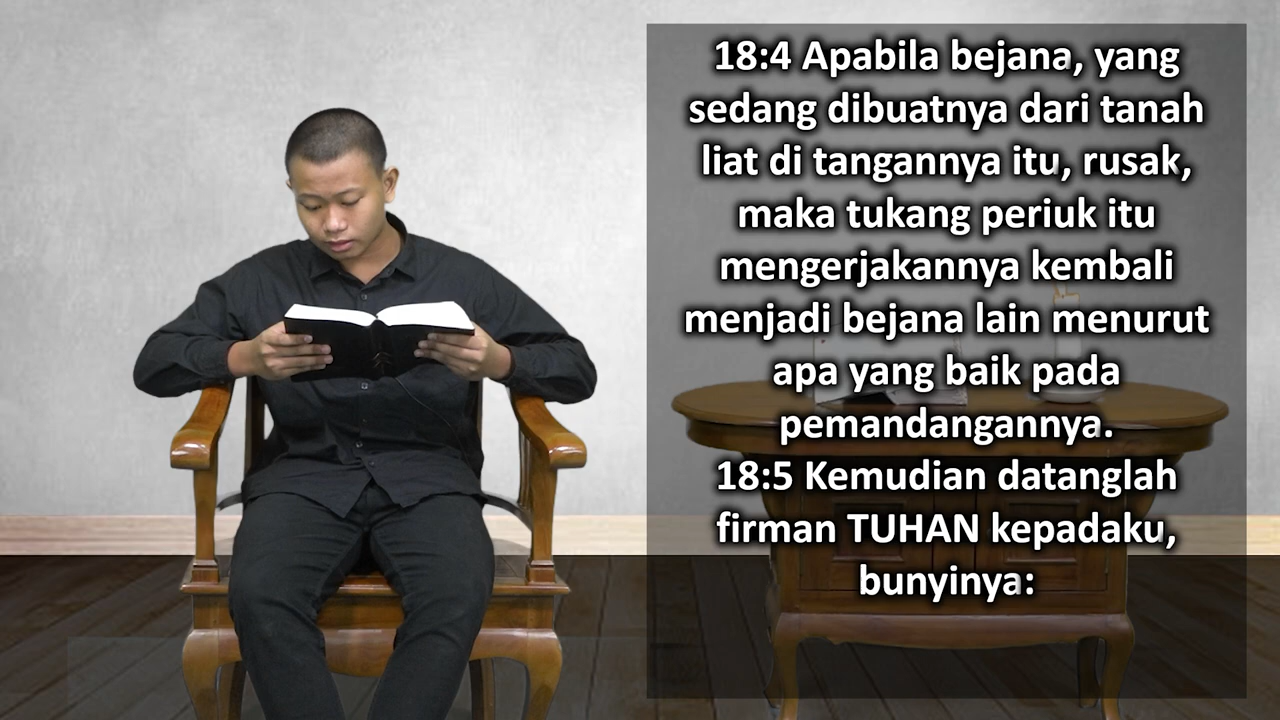 18:4 Apabila bejana, yang
sedang dibuatnya dari tanah
liat di tangannya itu, rusak,
maka tukang periuk itu
mengerjakannya kembali
menjadi bejana lain menurut
apa yang baik pada
pemandangannya.
18:5 Kemudian datanglah
firman TUHAN kepadaku,
bunyinya: